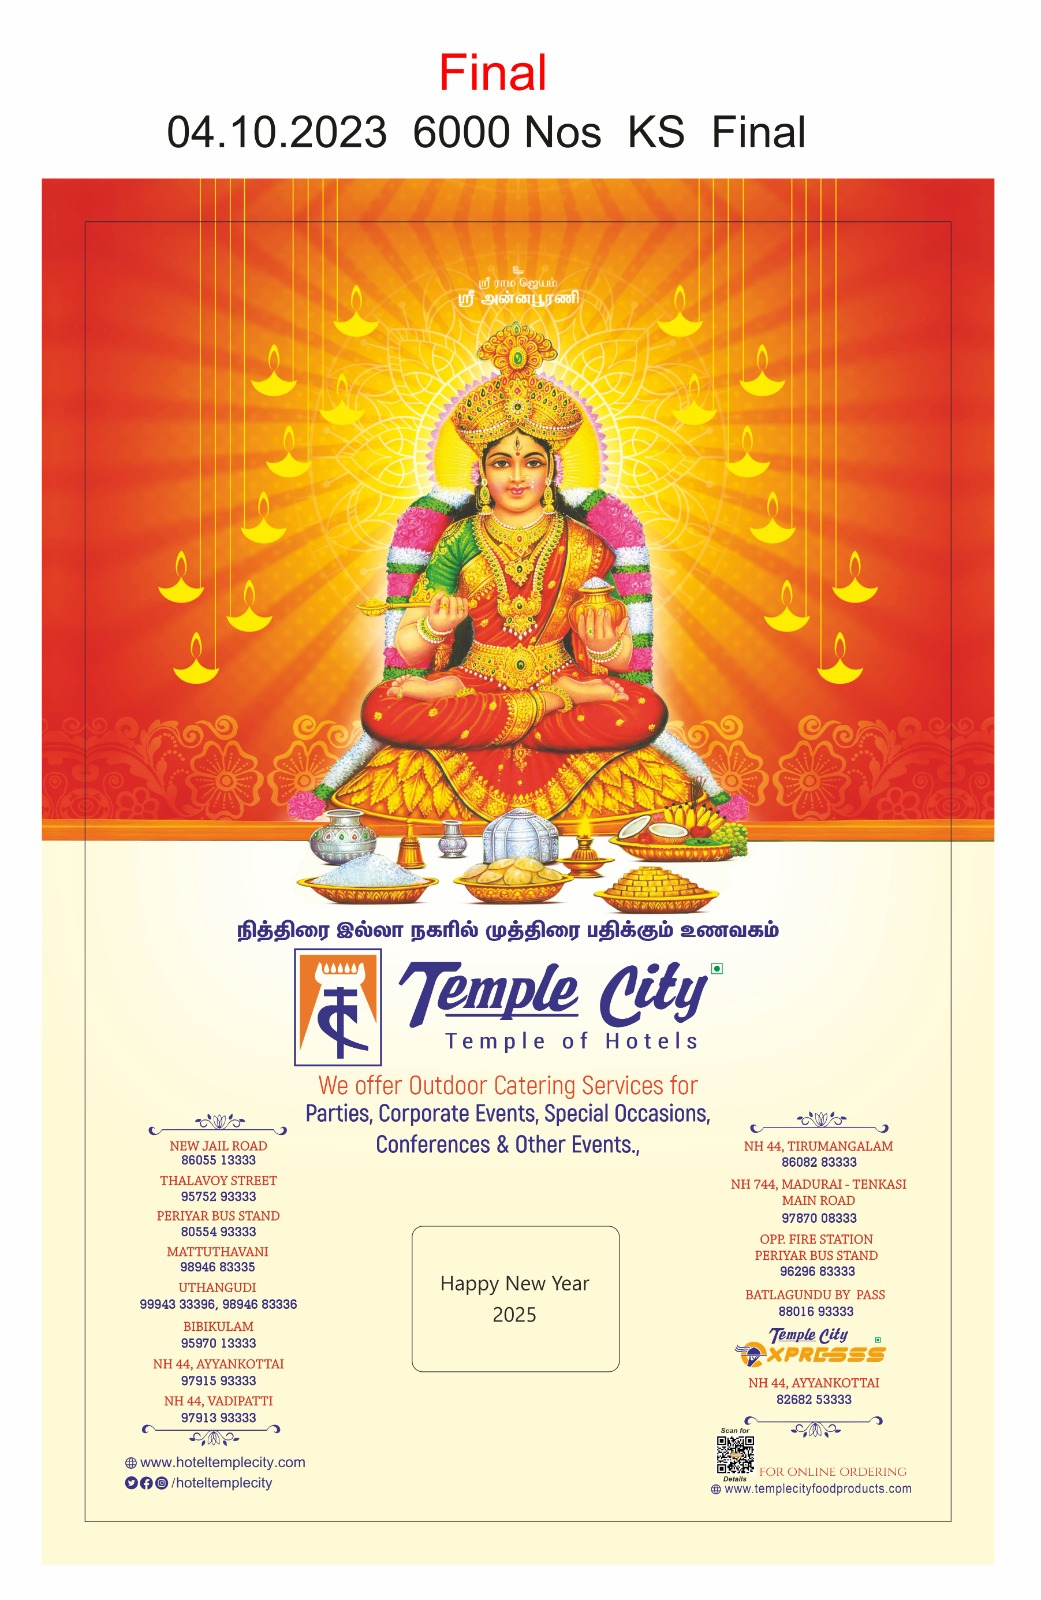 Final
04.10.2023 6000 Nos KS Final
ஸ்ரீ ராம ஜெயம்
ஸ்ரீ அன்னபூரணி
நித்திரை இல்லா நகரில் முத்திரை பதிக்கும் உணவகம்
Temple City
Temple of Hotels
We offer Outdoor Catering Services for
Parties, Corporate Events, Special Occasions,
Conferences & Other Events.,
NEW JAIL ROAD
86055 13333
THALAVOY STREET
95752 93333
PERIYAR BUS STAND
80554 93333
MATTUTHAVANI
98946 83335
UTHANGUDI
99943 33396, 98946 83336
BIBIKULAM
95970 13333
NH 44, AYYANKOTTAI
97915 93333
NH 44, VADIPATTI
97913 93333
www.hoteltemplecity.com
/hoteltemplecity
Happy New Year
2025
NH 44, TIRUMANGALAM
86082 83333
NH 744, MADURAI - TENKASI
MAIN ROAD
97870 08333
OPP. FIRE STATION
PERIYAR BUS STAND
96296 83333
BATLAGUNDU BY PASS
88016 93333
Temple City
EXPRESSS
NH 44, AYYANKOTTAI
82682 53333
Scan for
Details
FOR ONLINE ORDERING
www.templecityfoodproducts.com